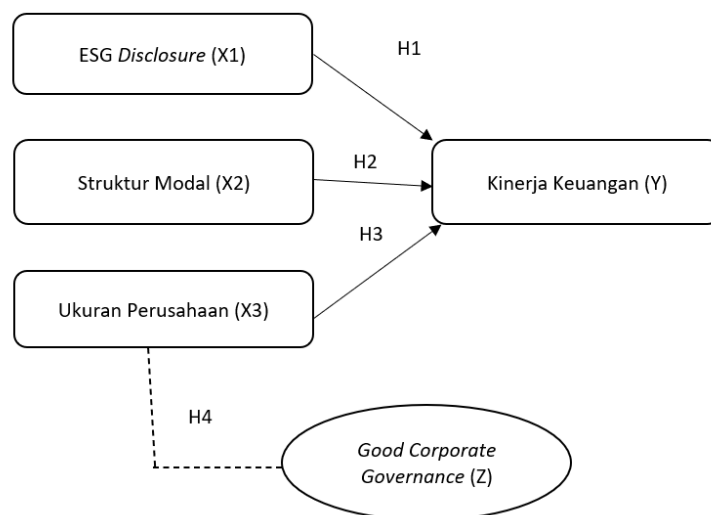 ESG Disclosure (X1)
H1
Struktur Modal (X2)
H2
Kinerja Keuangan (Y)
H3
Ukuran Perusahaan (X3)
H4
Good Corporate
Governance (Z)